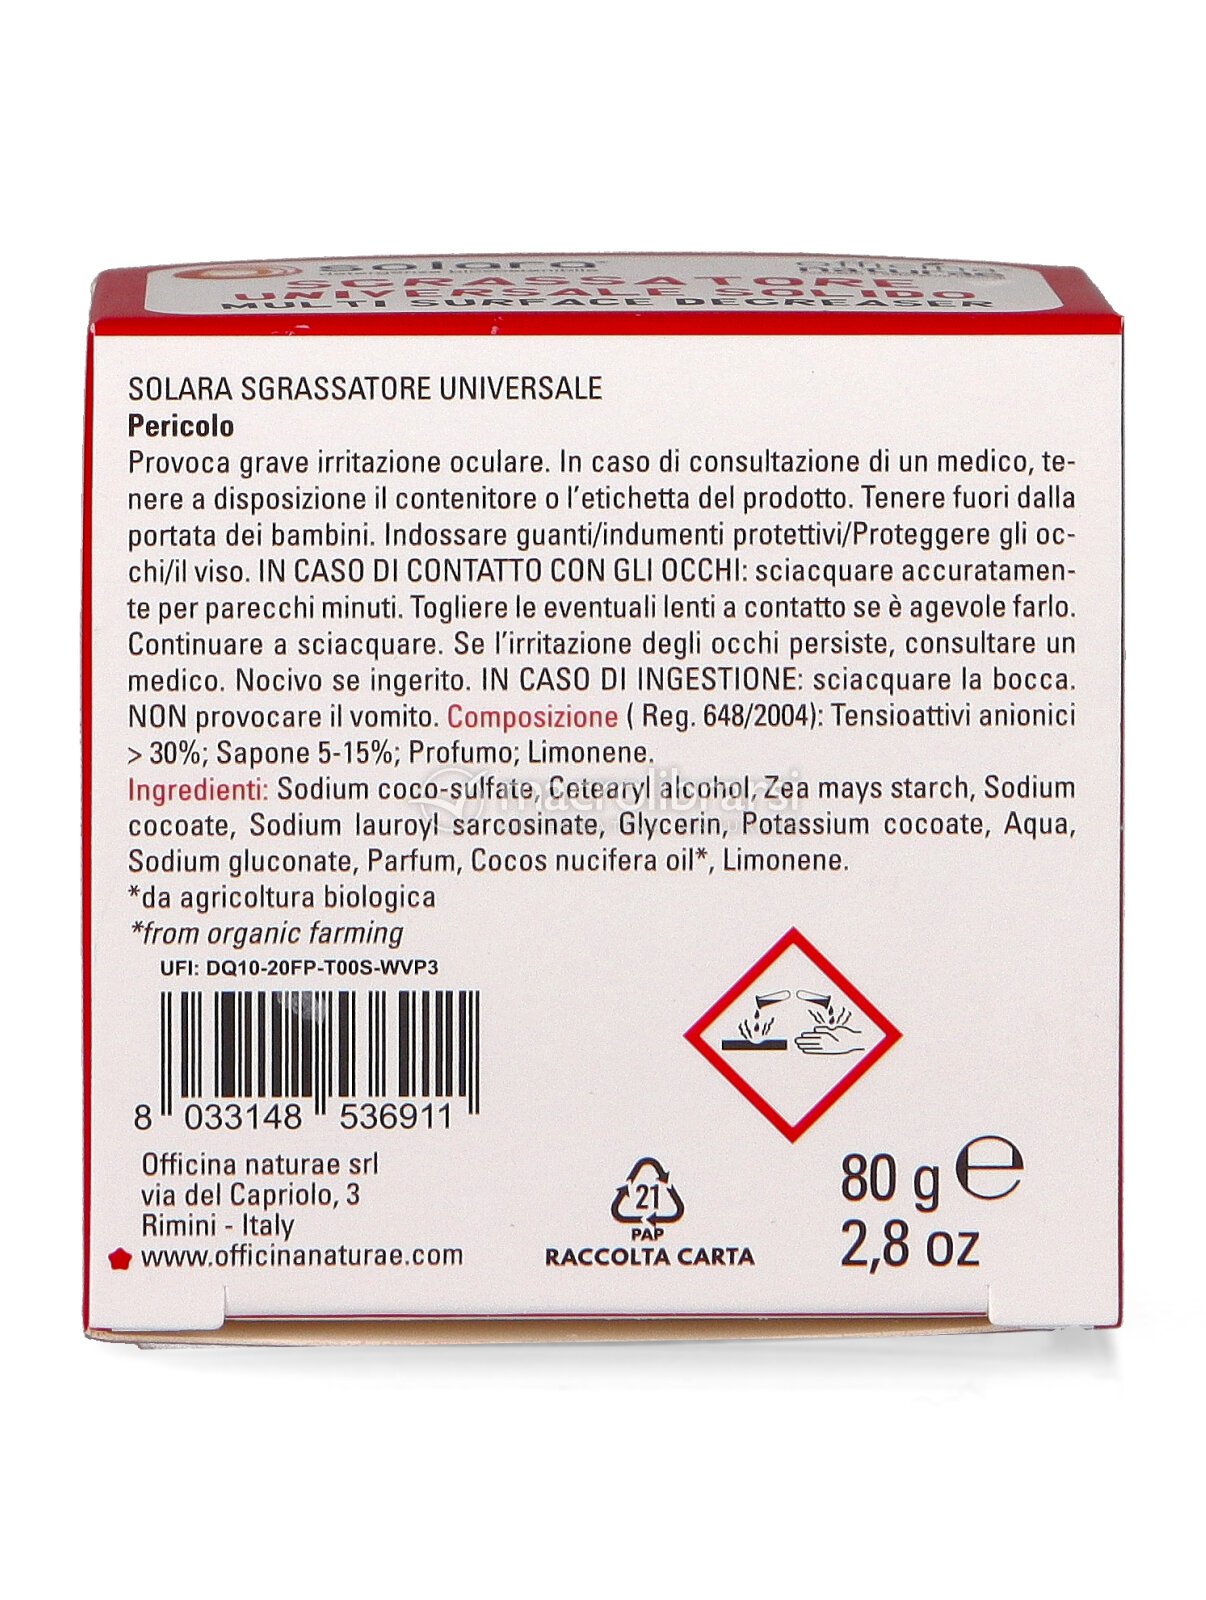 solara
SGRASSATORE
UNIVERSALE SOLIDO
MULTI SURFACE DEGREASER
SOLARA SGRASSATORE UNIVERSALE
Pericolo
Provoca grave irritazione oculare. In caso di consultazione di un medico, te-
nere a disposizione il contenitore o l'etichetta del prodotto. Tenere fuori dalla
portata dei bambini. Indossare guanti/indumenti protettivi/Proteggere gli oc-
chi/il viso. IN CASO DI CONTATTO CON GLI OCCHI: sciacquare accuratamen-
te per parecchi minuti. Togliere le eventuali lenti a contatto se è agevole farlo.
Continuare a sciacquare. Se l'irritazione degli occhi persiste, consultare un
medico. Nocivo se ingerito. IN CASO DI INGESTIONE: sciacquare la bocca.
NON provocare il vomito. Composizione ( Reg. 648/2004): Tensioattivi anionici
> 30%; Sapone 5-15%; Profumo; Limonene.
Ingredienti: Sodium coco-sulfate, Cetearyl alcohol, Zea mays starch, Sodium
cocoate, Sodium lauroyl sarcosinate, Glycerin, Potassium cocoate, Aqua,
Sodium gluconate, Parfum, Cocos nucifera oil*, Limonene.
*da agricoltura biologica
*from organic farming
UFI: DQ10-20FP-T00S-WVP3
8 033148 536911
Officina naturae srl
via del Capriolo, 3
Rimini - Italy
www.officinanaturae.com
21
PAP
RACCOLTA CARTA
80 g e
2,8 oz
macrolibrarsi